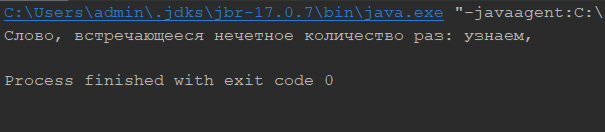 C:\Users\admin\.jdks\jbr-17.0.7\bin\java.exe "-javaagent:C:\
Слово, встречающееся нечетное количество раз: узнаем,
Process finished with exit code 0